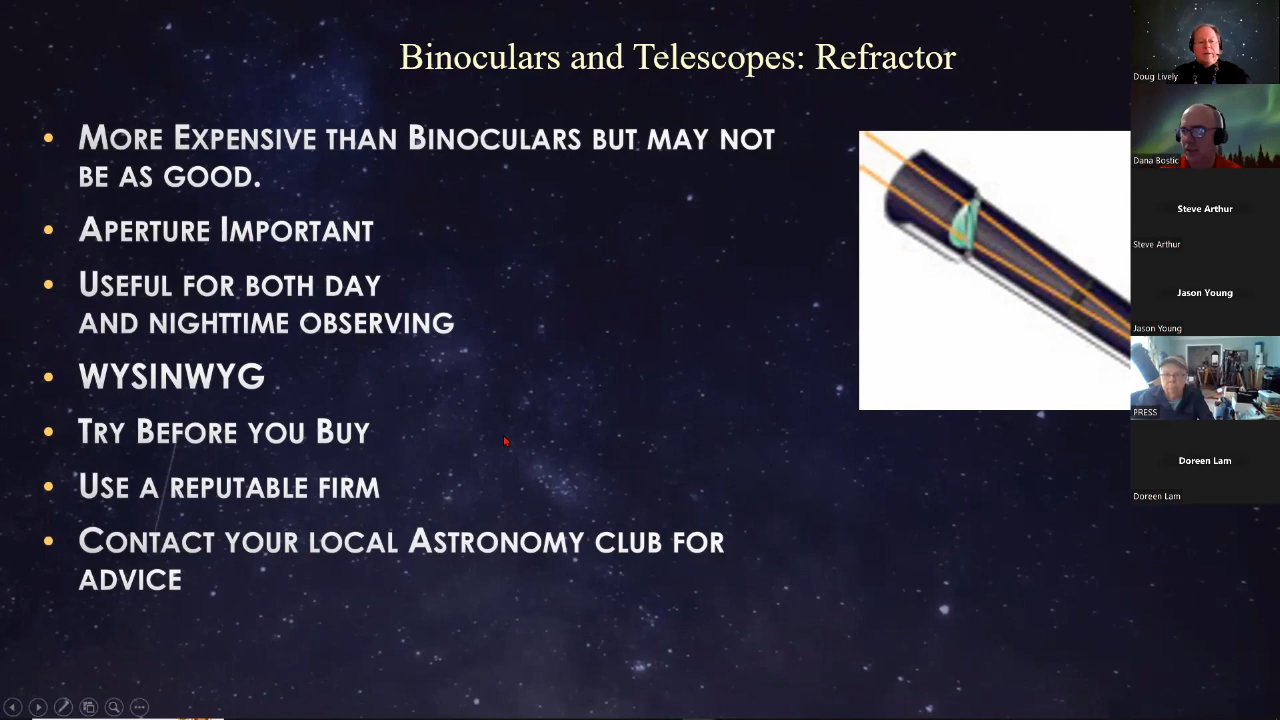 Binoculars and Telescopes: Refractor
MORE EXPENSIVE THAN BINOCULARS BUT MAY NOT
BE AS GOOD.
APERTURE IMPORTANT
USEFUL FOR BOTH DAY
AND NIGHTTIME OBSERVING
WYSINWYG
TRY BEFORE YOU BUY
USE A REPUTABLE FIRM
CONTACT YOUR LOCAL ASTRONOMY CLUB FOR
ADVICE
Doug Lively
Dana Bostic
Steve Arthur
Steve Arthur
Jason Young
Jason Young
PRESS
Doreen Lam
Doreen Lam